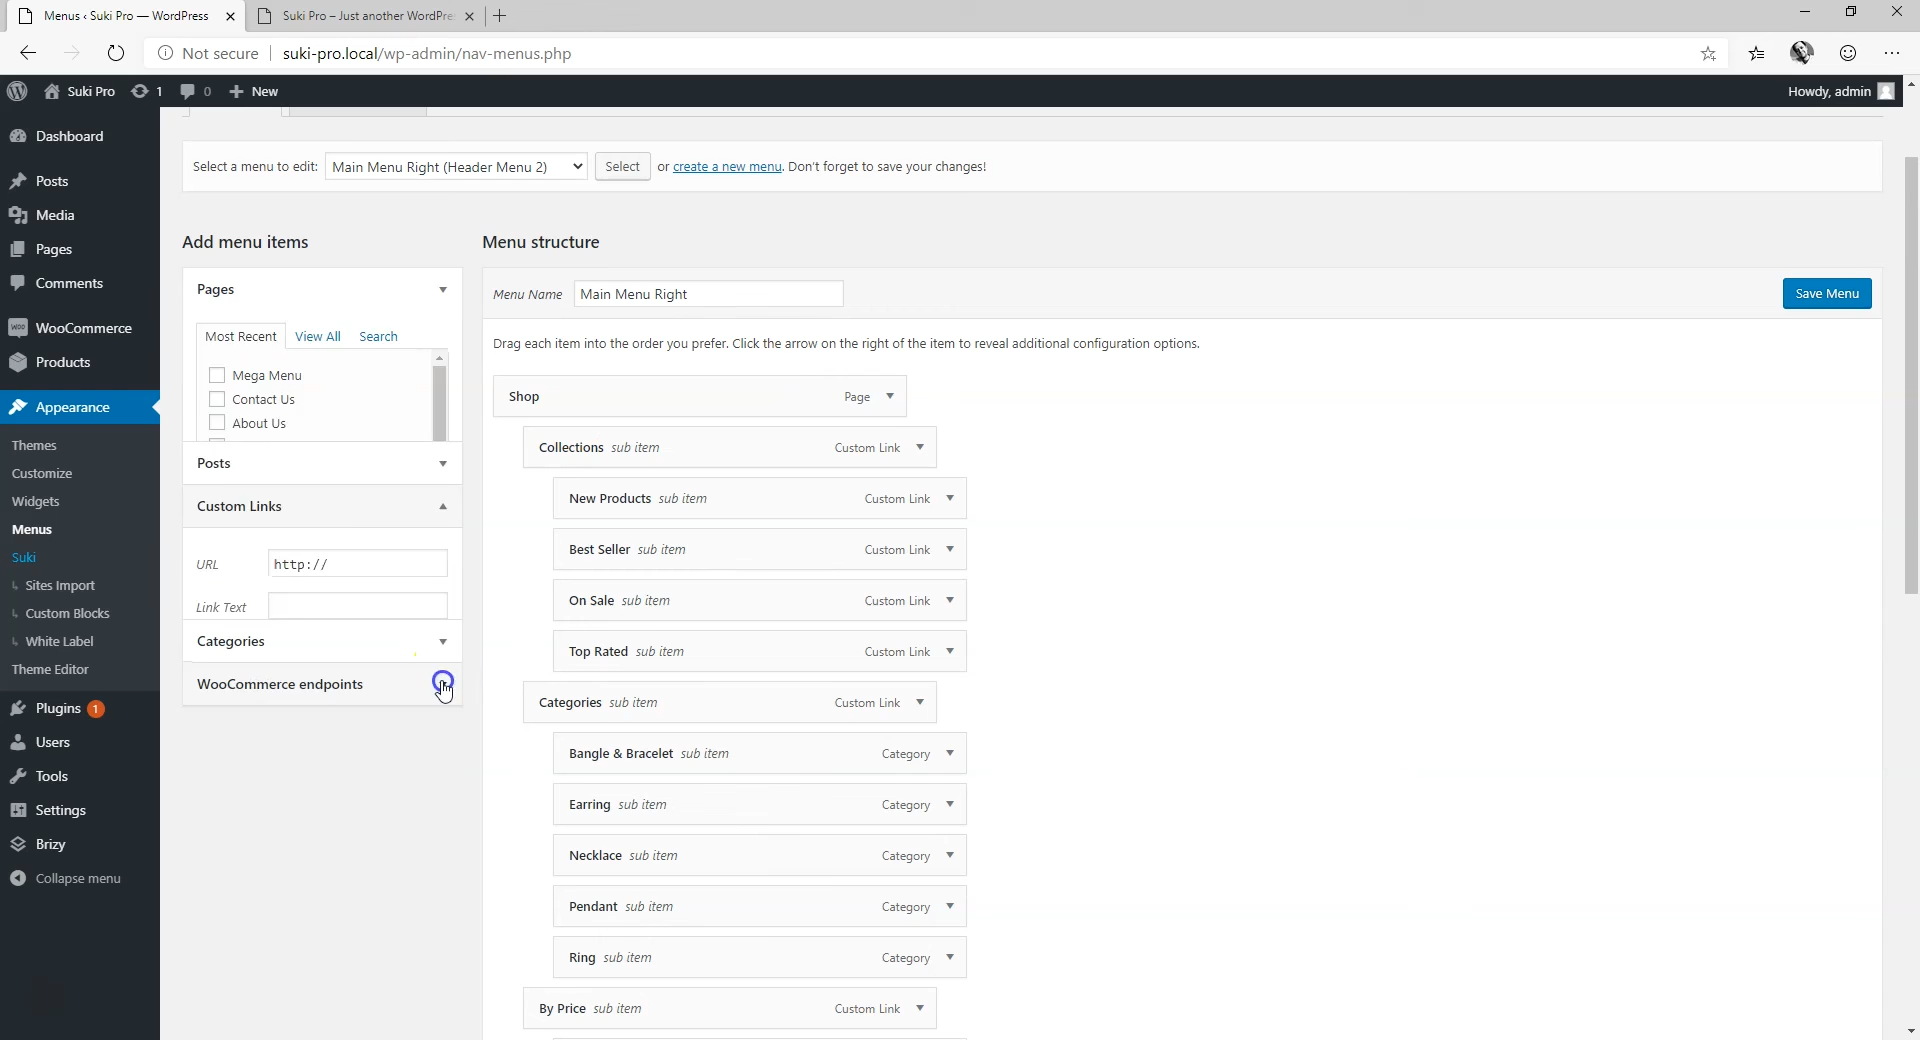 Menus ‹ Suki Pro — WordPress
Suki Pro – Just another WordPre
Not secure
suki-pro.local/wp-admin/nav-menus.php
Suki Pro
1
0
New
Howdy, admin
Dashboard
Posts
Media
Pages
Comments
WooCommerce
Products
Appearance
Themes
Customize
Widgets
Menus
Suki
Sites Import
Custom Blocks
White Label
Theme Editor
Plugins 1
Users
Tools
Settings
Brizy
Collapse menu
Select a menu to edit: Main Menu Right (Header Menu 2) Select or create a new menu. Don't forget to save your changes!
Add menu items
Pages
Most Recent View All Search
Mega Menu
Contact Us
About Us
Posts
Custom Links
URL http://
Link Text
Categories
WooCommerce endpoints
Menu structure
Menu Name Main Menu Right
Save Menu
Drag each item into the order you prefer. Click the arrow on the right of the item to reveal additional configuration options.
Shop Page
Collections sub item Custom Link
New Products sub item Custom Link
Best Seller sub item Custom Link
On Sale sub item Custom Link
Top Rated sub item Custom Link
Categories sub item Custom Link
Bangle & Bracelet sub item Category
Earring sub item Category
Necklace sub item Category
Pendant sub item Category
Ring sub item Category
By Price sub item Custom Link